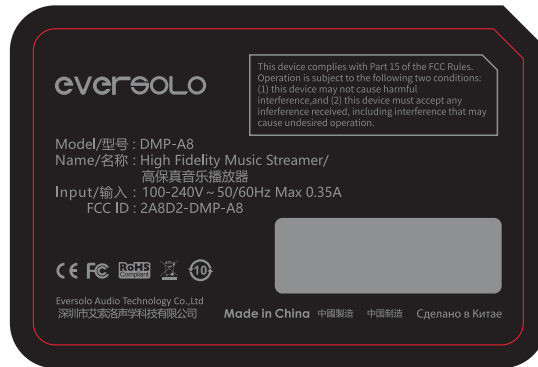 eversolo
This device complies with Part 15 of the FCC Rules.
Operation is subject to the following two conditions:
(1) this device may not cause harmful
interference,and (2) this device must accept any
interference received, including interference that may
cause undesired operation.
Model/型号 : DMP-A8
Name/名称 : High Fidelity Music Streamer/
高保真音乐播放器
Input/输入 : 100-240V ~ 50/60Hz Max 0.35A
FCC ID : 2A8D2-DMP-A8
CE FC RoHS Compliant 10
Eversolo Audio Technology Co.,Ltd
深圳市艾索洛声学科技有限公司
Made in China 中國製造 中国制造 Сделано в Китае